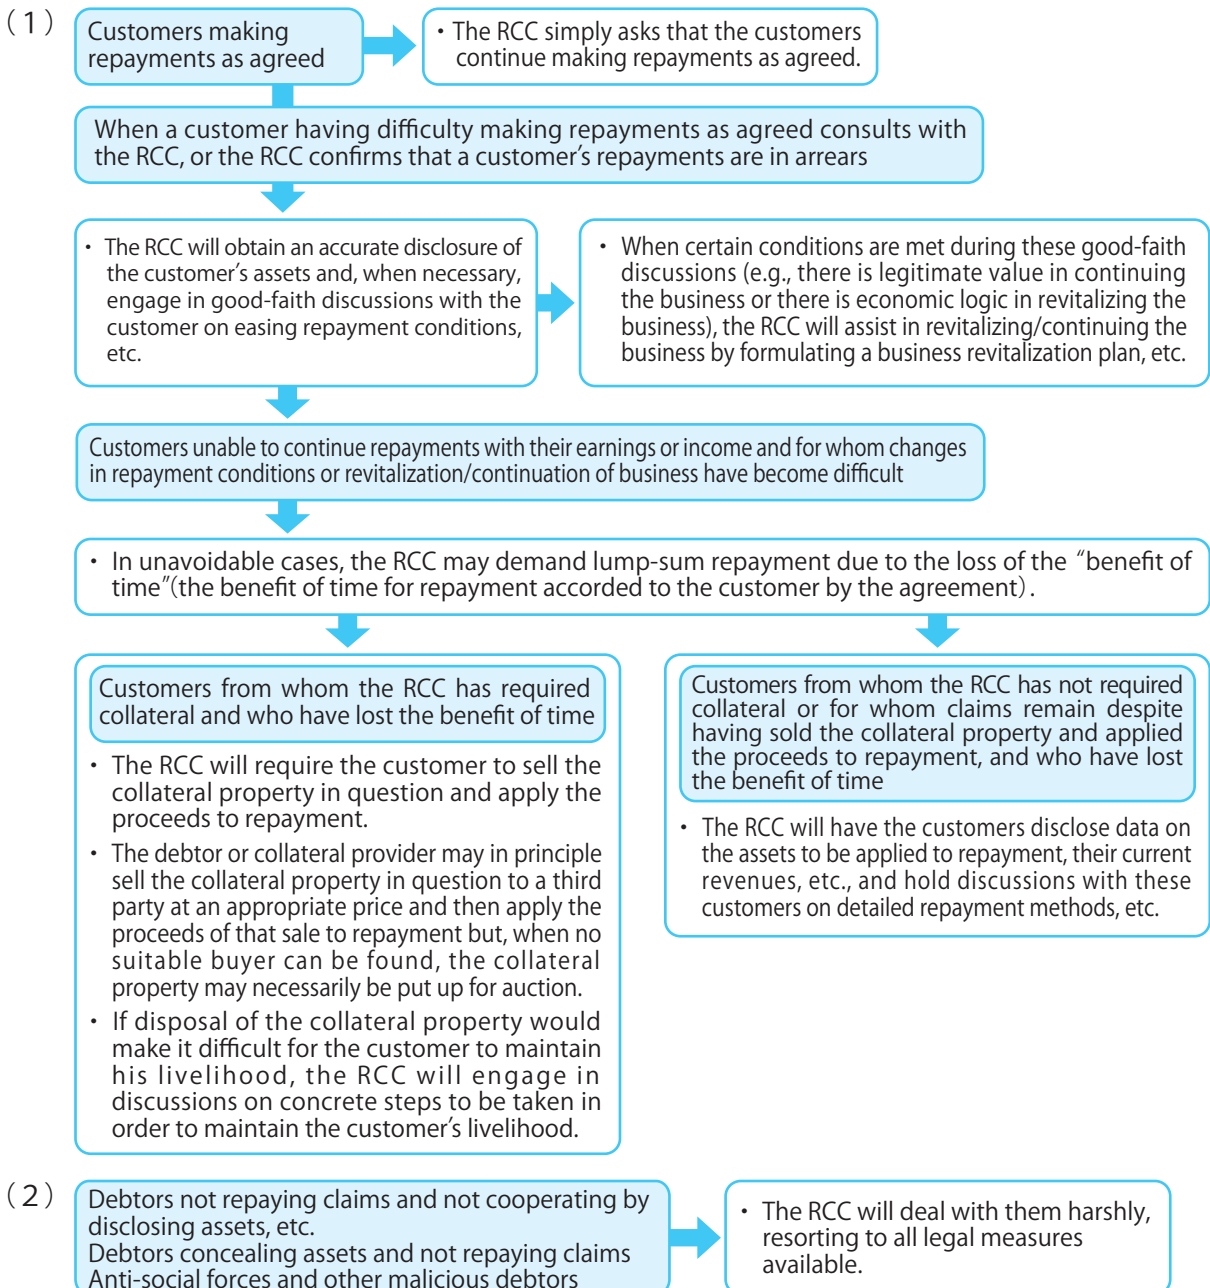 (1)
Customers making
repayments as agreed
・ The RCC simply asks that the customers
continue making repayments as agreed.
When a customer having difficulty making repayments as agreed consults with
the RCC, or the RCC confirms that a customer's repayments are in arrears
・ The RCC will obtain an accurate disclosure of
the customer's assets and, when necessary,
engage in good-faith discussions with the
customer on easing repayment conditions,
etc.
・ When certain conditions are met during these good-faith
discussions (e.g., there is legitimate value in continuing
the business or there is economic logic in revitalizing the
business), the RCC will assist in revitalizing/continuing the
business by formulating a business revitalization plan, etc.
Customers unable to continue repayments with their earnings or income and for whom changes
in repayment conditions or revitalization/continuation of business have become difficult
・ In unavoidable cases, the RCC may demand lump-sum repayment due to the loss of the “benefit of
time”(the benefit of time for repayment accorded to the customer by the agreement).
Customers from whom the RCC has required
collateral and who have lost the benefit of time
・ The RCC will require the customer to sell the
collateral property in question and apply the
proceeds to repayment.
・ The debtor or collateral provider may in principle
sell the collateral property in question to a third
party at an appropriate price and then apply the
proceeds of that sale to repayment but, when no
suitable buyer can be found, the collateral
property may necessarily be put up for auction.
・ If disposal of the collateral property would
make it difficult for the customer to maintain
his livelihood, the RCC will engage in
discussions on concrete steps to be taken in
order to maintain the customer's livelihood.
Customers from whom the RCC has not required
collateral or for whom claims remain despite
having sold the collateral property and applied
the proceeds to repayment, and who have lost
the benefit of time
・ The RCC will have the customers disclose data on
the assets to be applied to repayment, their current
revenues, etc., and hold discussions with these
customers on detailed repayment methods, etc.
(2)
Debtors not repaying claims and not cooperating by
disclosing assets, etc.
Debtors concealing assets and not repaying claims
Anti-social forces and other malicious debtors
・ The RCC will deal with them harshly,
resorting to all legal measures
available.